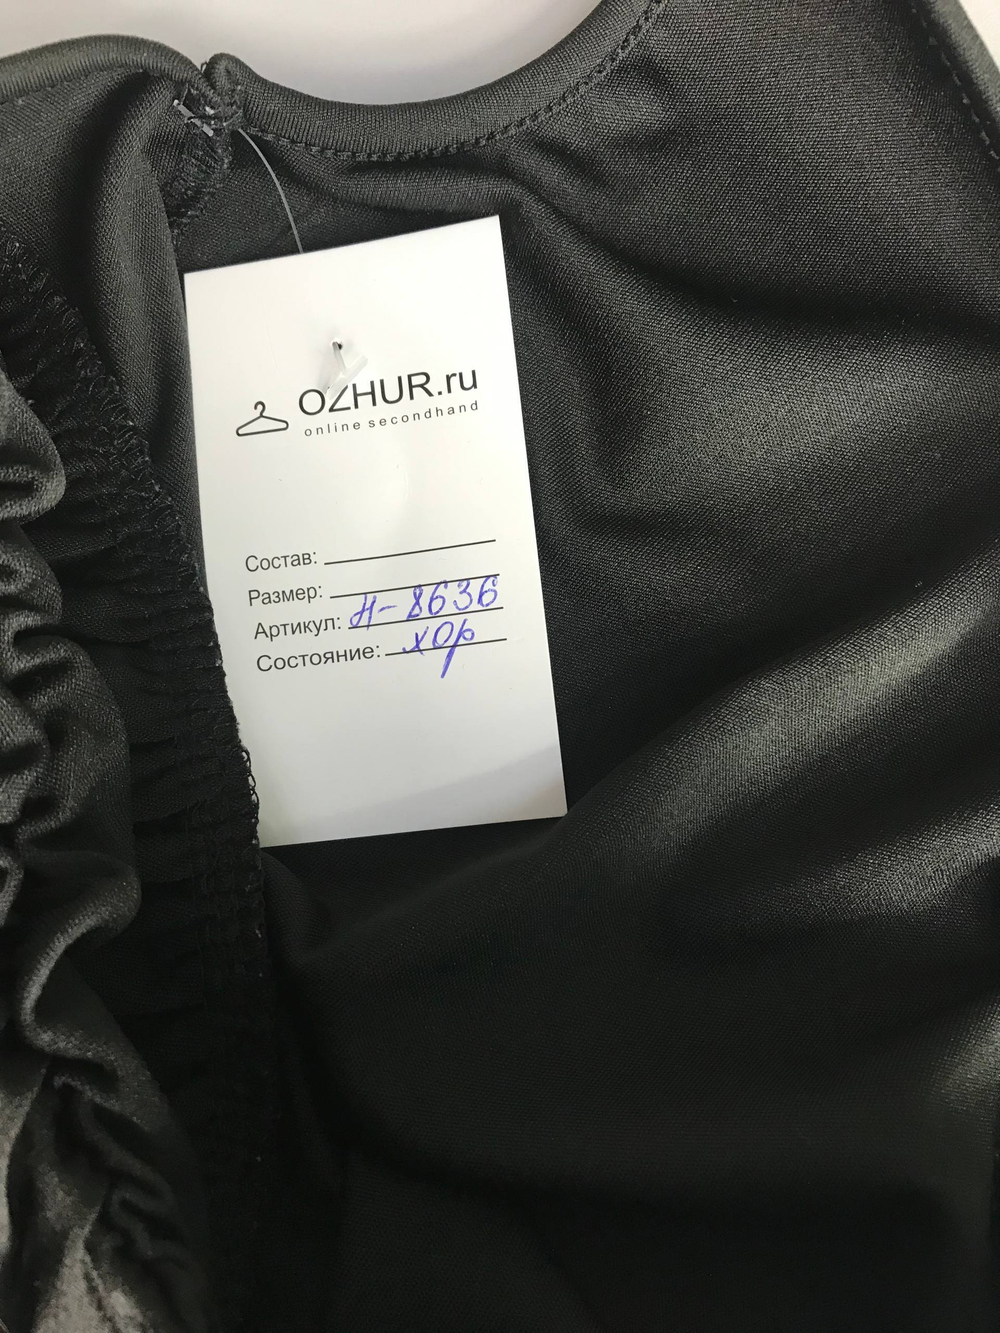 OZHUR.ru
online secondhand
Состав:
Размер:
Артикул: Н-8636
Состояние: хор